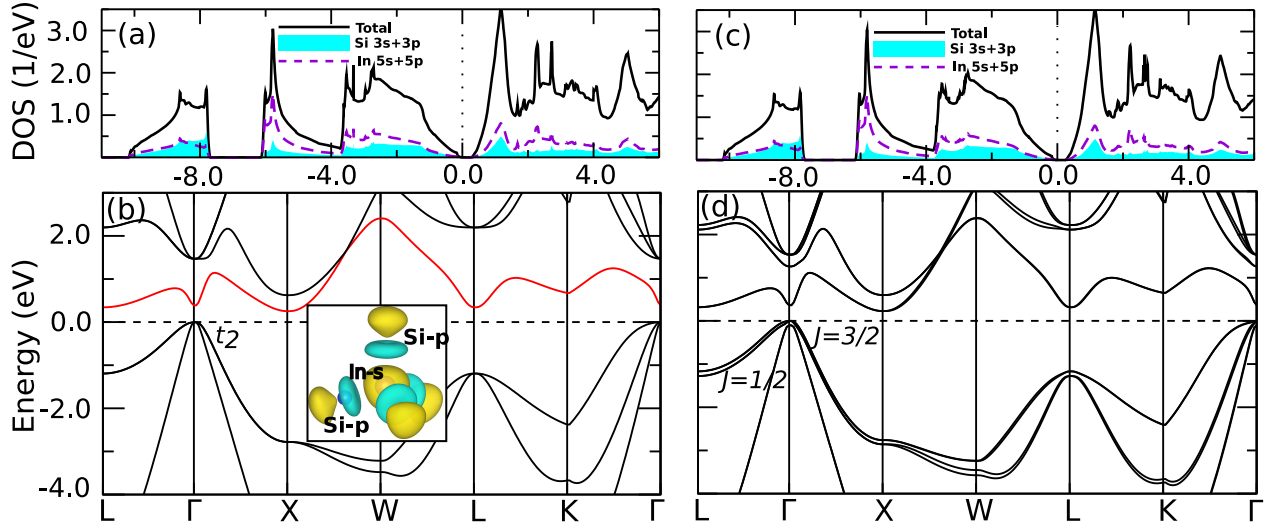 (a)
Total
Si 3s+3p
In 5s+5p
DOS (1/eV)
3.0
2.0
1.0
-8.0 -4.0 0.0 4.0
(c)
Total
Si 3s+3p
In 5s+5p
-8.0 -4.0 0.0 4.0
(b)
Energy (eV)
2.0
0.0
-2.0
-4.0
t2
Si-p
In-s
Si-p
L Γ X W L K Γ
(d)
J=3/2
J=1/2
L Γ X W L K Γ